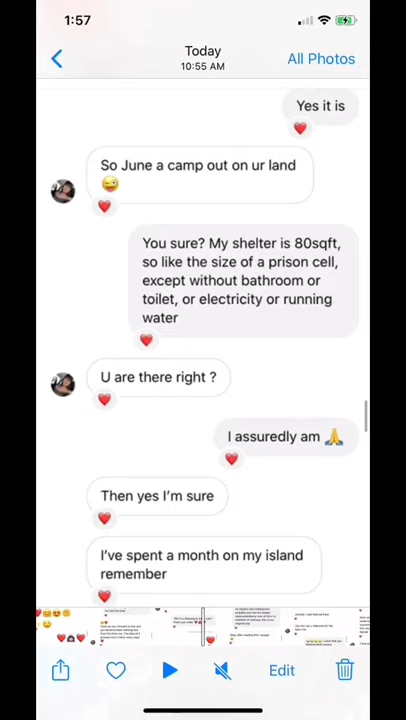 1:57
Today
10:55 AM
All Photos
Yes it is
So June a camp out on ur land
😜
You sure? My shelter is 80sqft,
so like the size of a prison cell,
except without bathroom or
toilet, or electricity or running
water
U are there right ?
I assuredly am 🙏
Then yes I'm sure
I've spent a month on my island
remember
Edit